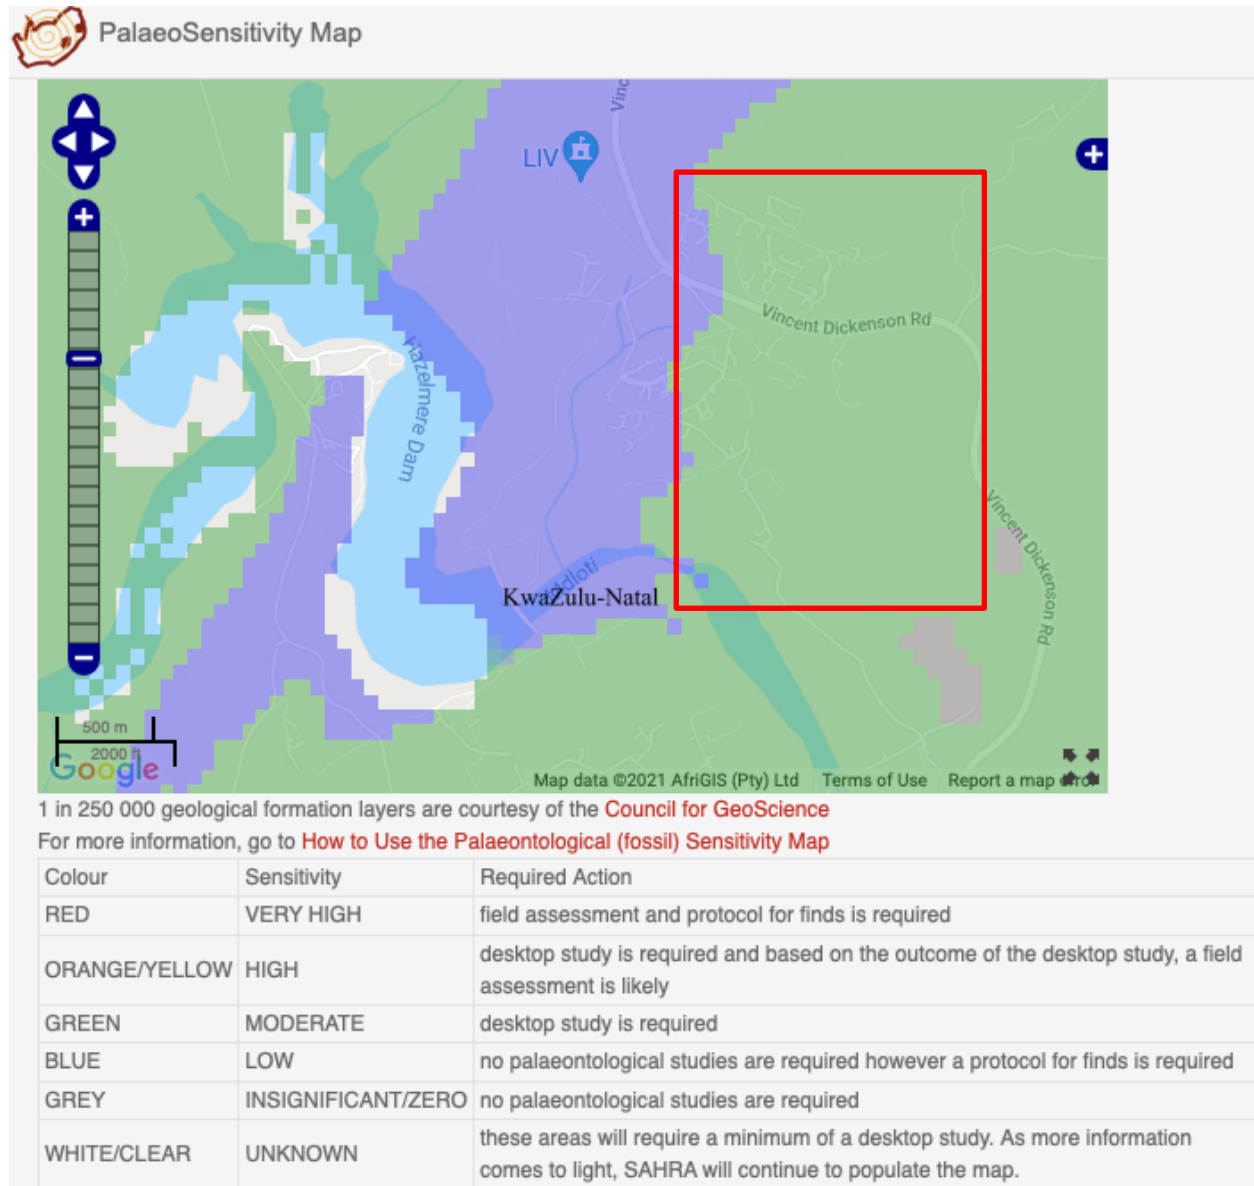 PalaeoSensitivity Map
Vinc
LIV
Vincent Dickenson Rd
Hazelmere Dam
Vincent Dickenson Rd
Mdloti
KwaZulu-Natal
500 m
2000 ft
Google
Map data ©2021 AfriGIS (Pty) Ltd Terms of Use Report a map error
1 in 250 000 geological formation layers are courtesy of the Council for GeoScience
For more information, go to How to Use the Palaeontological (fossil) Sensitivity Map
Colour Sensitivity Required Action
RED VERY HIGH field assessment and protocol for finds is required
ORANGE/YELLOW HIGH desktop study is required and based on the outcome of the desktop study, a field
assessment is likely
GREEN MODERATE desktop study is required
BLUE LOW no palaeontological studies are required however a protocol for finds is required
GREY INSIGNIFICANT/ZERO no palaeontological studies are required
WHITE/CLEAR UNKNOWN these areas will require a minimum of a desktop study. As more information
comes to light, SAHRA will continue to populate the map.